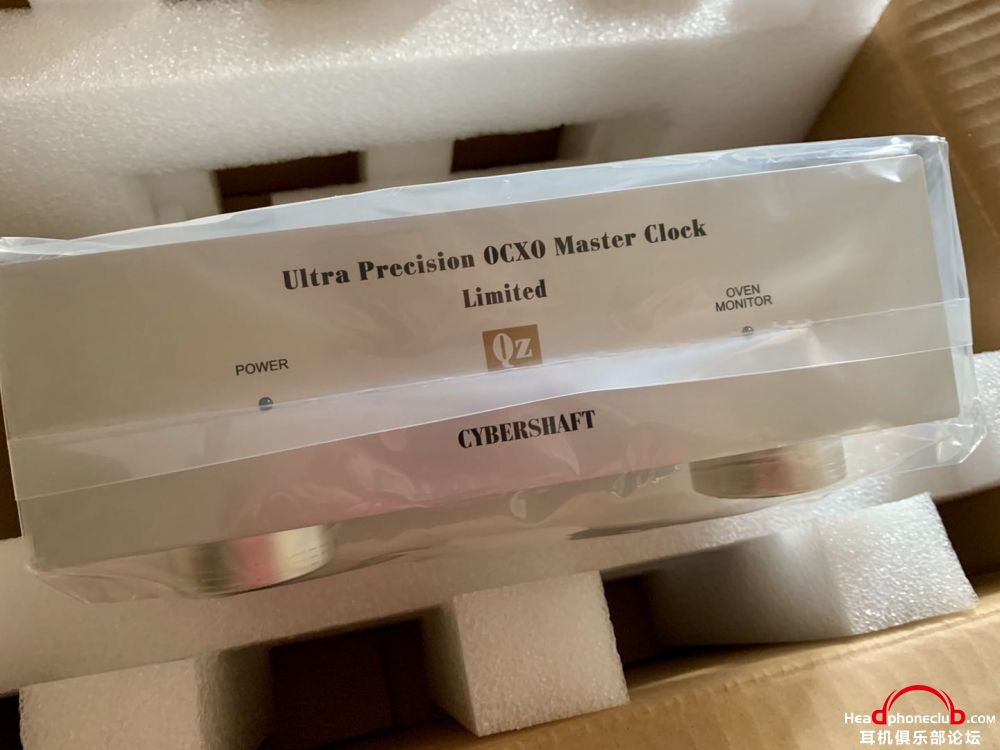 Ultra Precision OCXO Master Clock
Limited
OVEN
MONITOR
POWER
Qz
CYBERSHAFT
Headphoneclub.COM
耳机俱乐部论坛